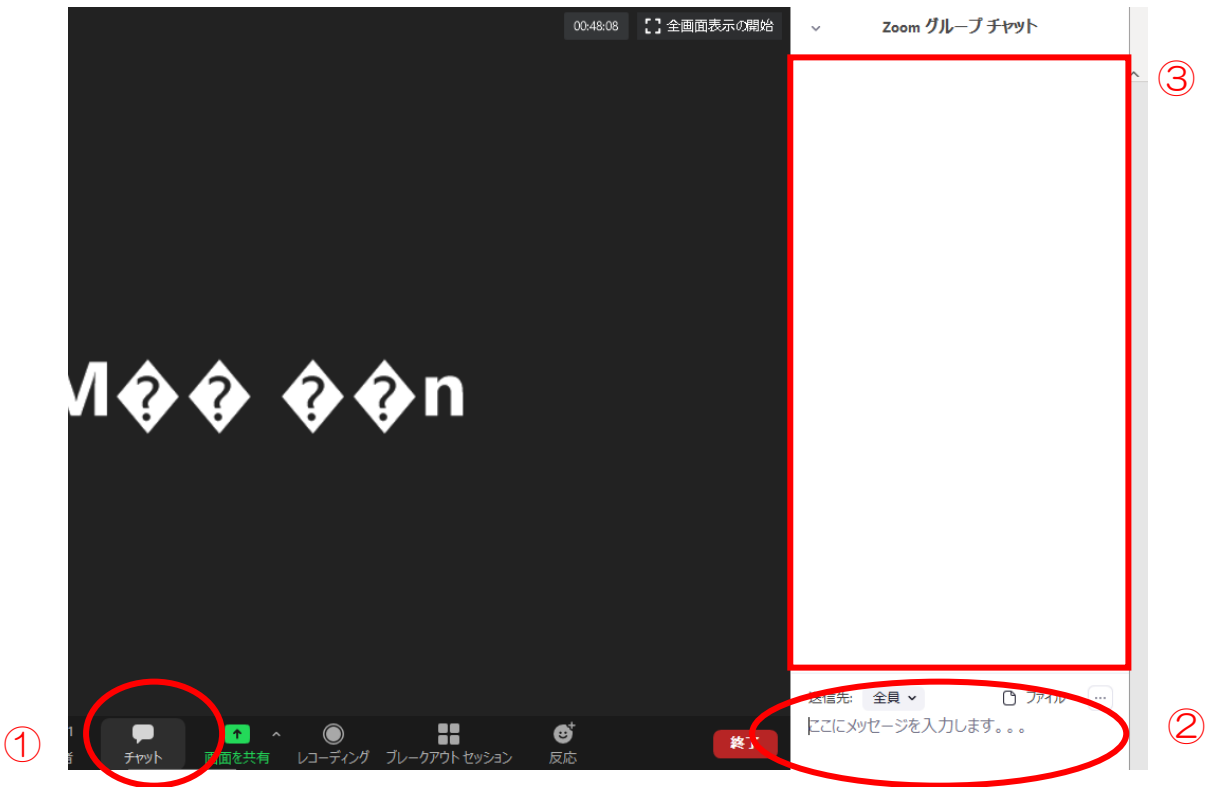 00:48:08 全画面表示の開始
Zoom グループ チャット
③
M�� ��n
送信先: 全員 ファイル ...
ここにメッセージを入力します。。。
②
①
1
者
チャット
画面を共有
レコーディング
ブレークアウト セッション
反応
終了